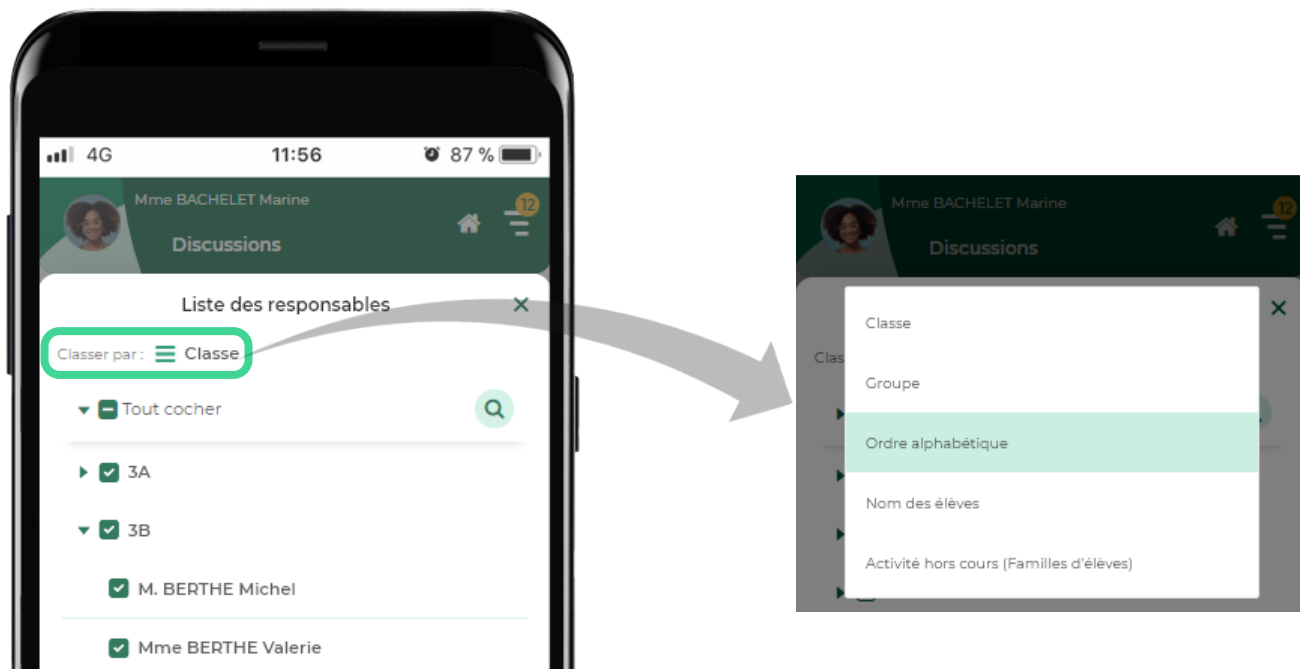 4G 11:56 87 %
Mme BACHELET Marine
12
Discussions
Liste des responsables
Classer par : Classe
Tout cocher
3A
3B
M. BERTHE Michel
Mme BERTHE Valerie
Mme BACHELET Marine
12
Discussions
Clas
Classe
Groupe
Ordre alphabétique
Nom des élèves
Activité hors cours (Familles d'élèves)